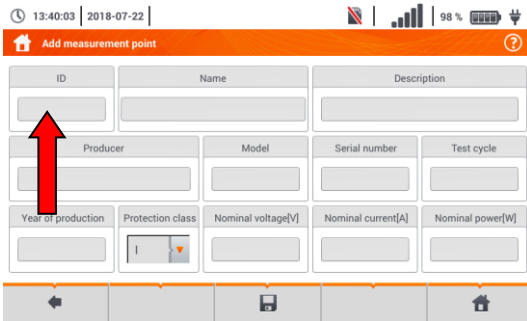 13:40:03 2018-07-22 98 %
Add measurement point ?
ID Name Description
Producer Model Serial number Test cycle
Year of production Protection class Nominal voltage[V] Nominal current[A] Nominal power[W]
I